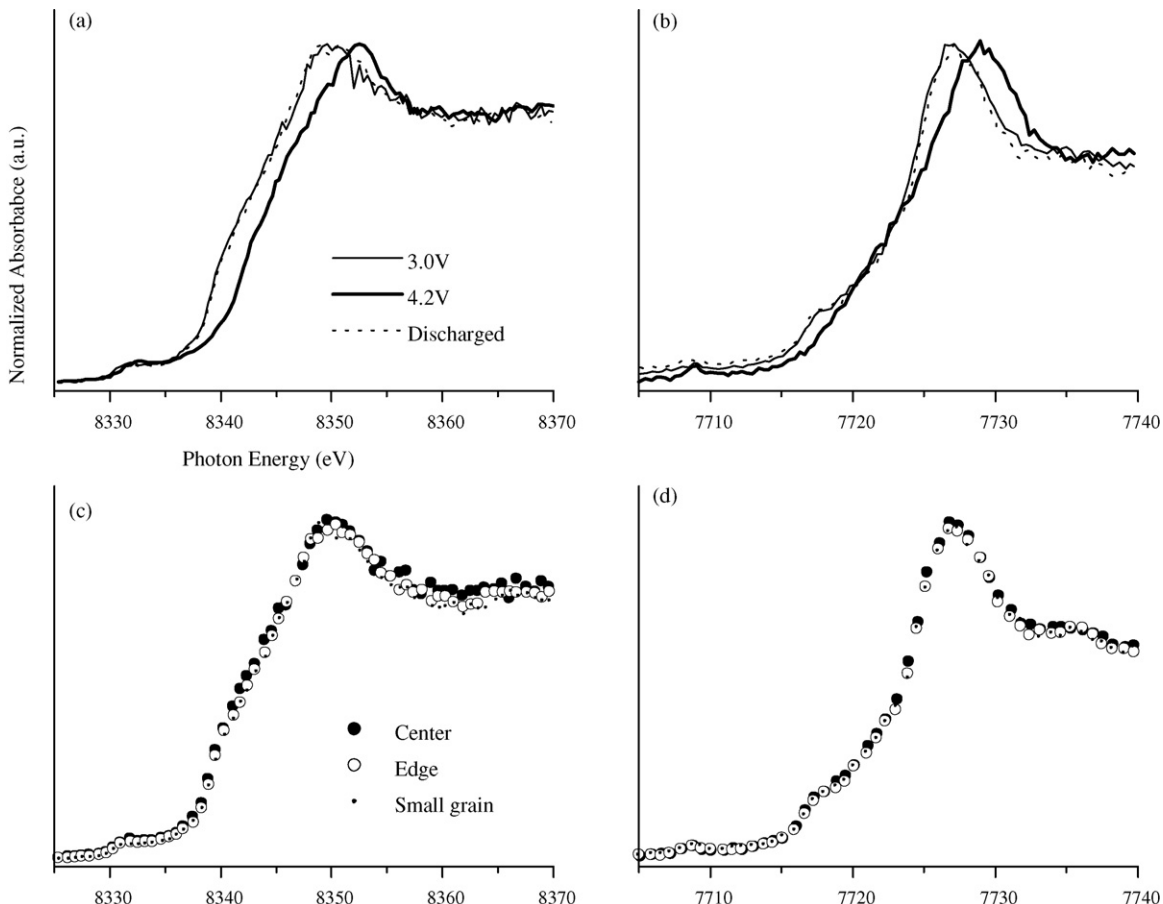 (a)
(b)
Normalized Absorbabce (a.u.)
3.0V
4.2V
Discharged
8330 8340 8350 8360 8370
7710 7720 7730 7740
Photon Energy (eV)
(c)
(d)
Center
Edge
Small grain
8330 8340 8350 8360 8370
7710 7720 7730 7740